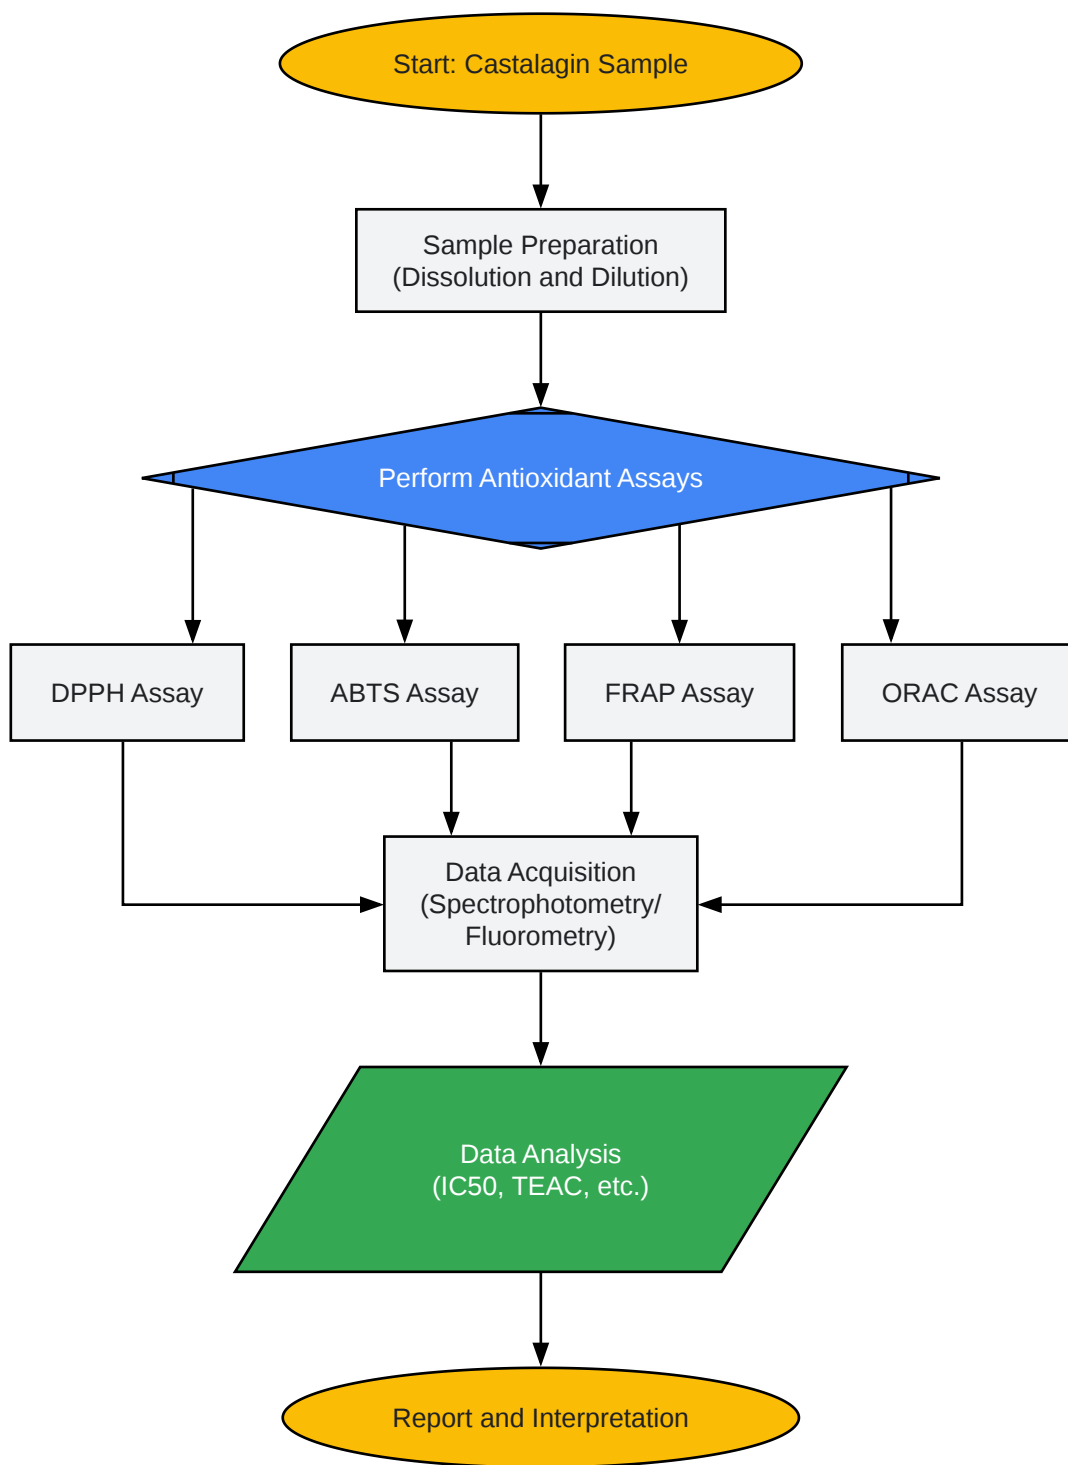 Start: Castalagin Sample
Sample Preparation
(Dissolution and Dilution)
Perform Antioxidant Assays
DPPH Assay
ABTS Assay
FRAP Assay
ORAC Assay
Data Acquisition
(Spectrophotometry/
Fluorometry)
Data Analysis
(IC50, TEAC, etc.)
Report and Interpretation